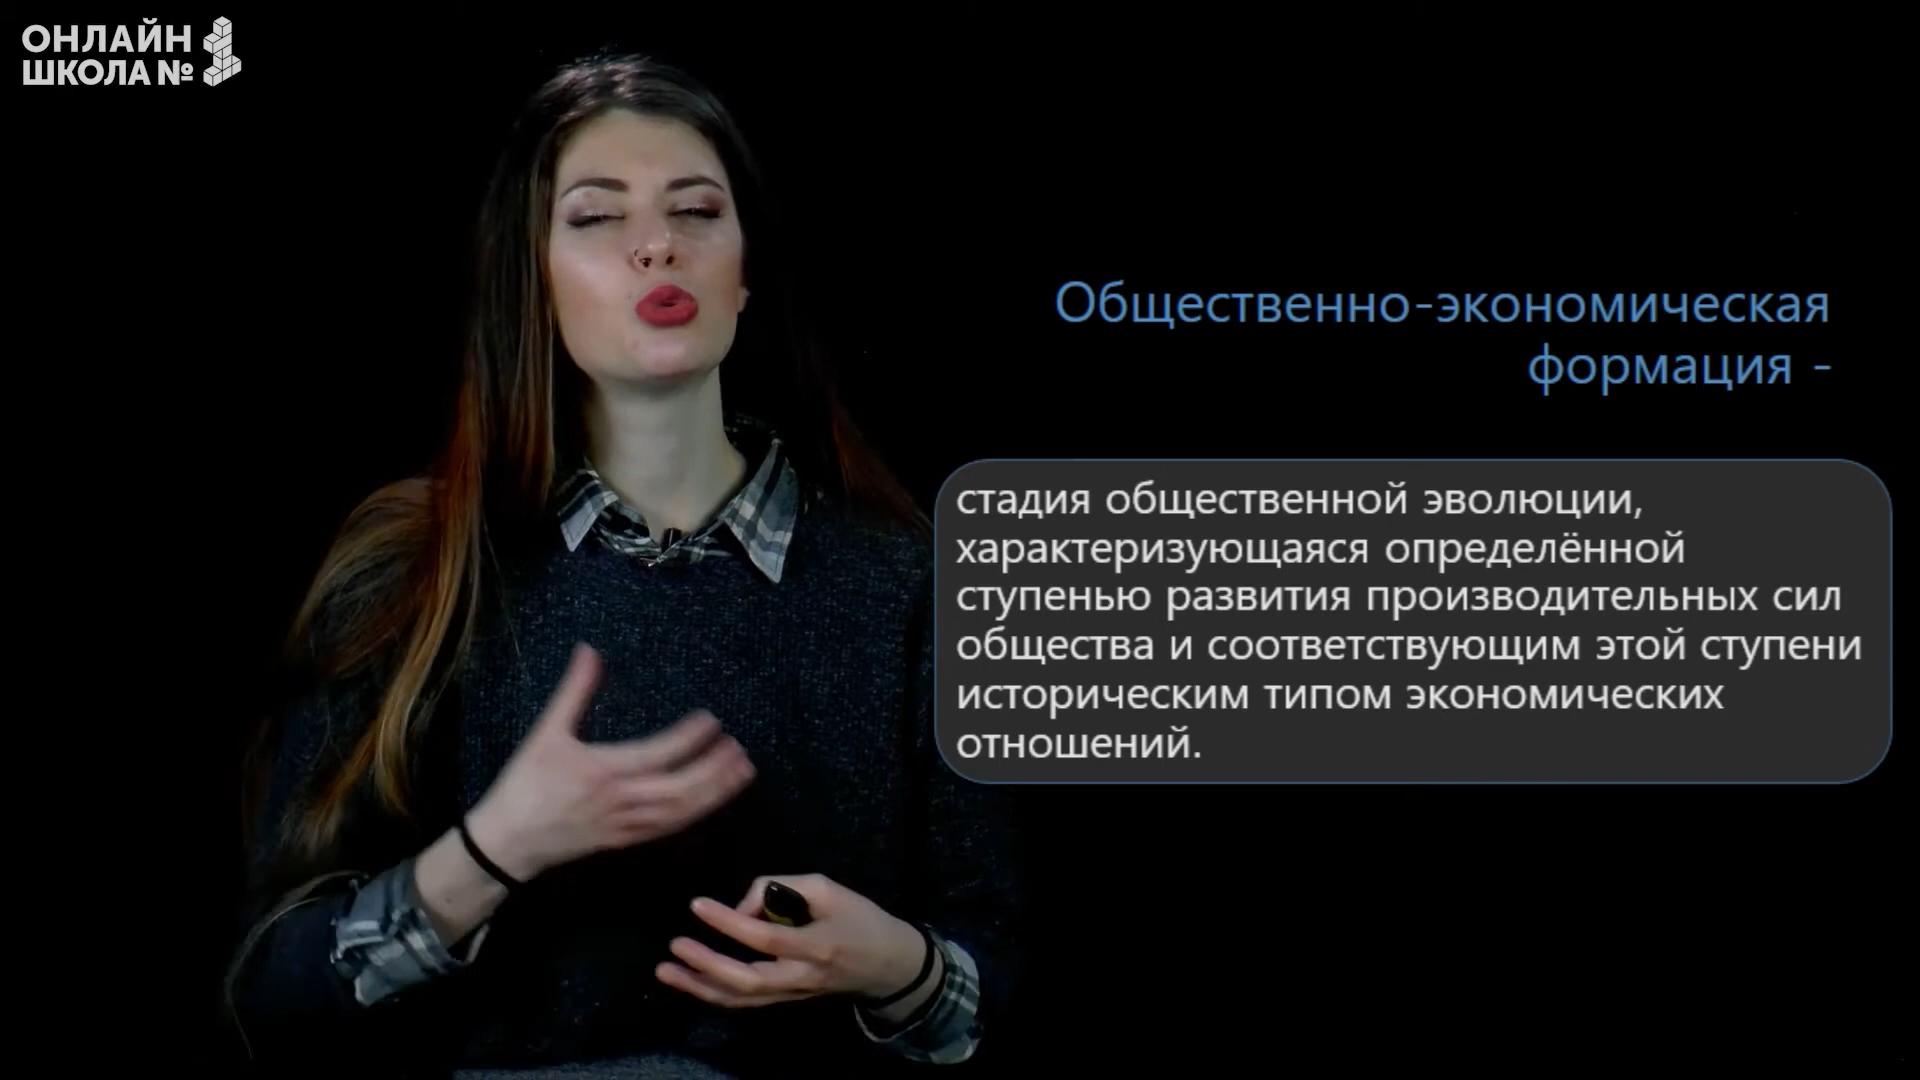 ОНЛАЙН
ШКОЛА №
Общественно-экономическая
формация -
стадия общественной эволюции,
характеризующаяся определённой
ступенью развития производительных сил
общества и соответствующим этой ступени
историческим типом экономических
отношений.